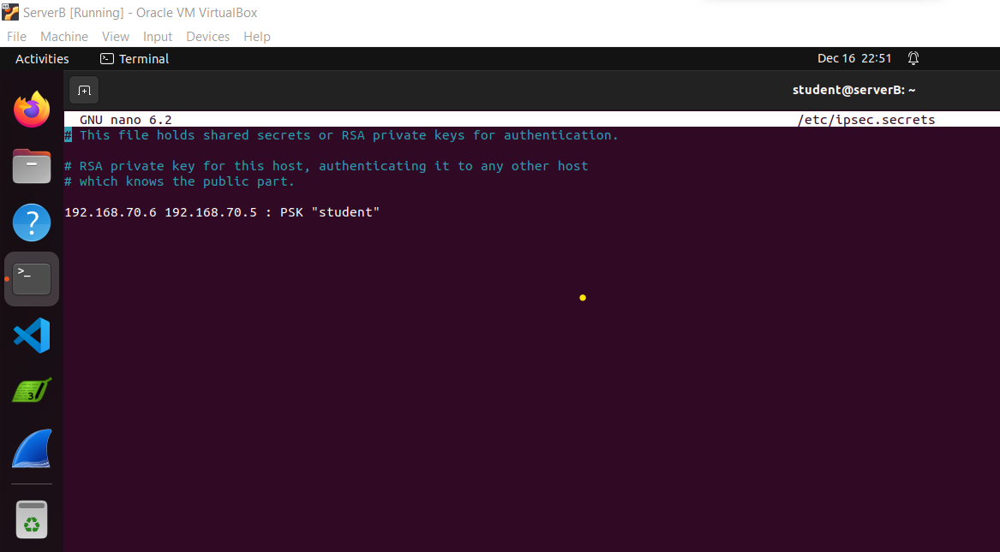 ServerB [Running] - Oracle VM VirtualBox
File Machine View Input Devices Help
Activities Terminal Dec 16 22:51
student@serverB: ~
GNU nano 6.2 /etc/ipsec.secrets
# This file holds shared secrets or RSA private keys for authentication.
# RSA private key for this host, authenticating it to any other host
# which knows the public part.
192.168.70.6 192.168.70.5 : PSK "student"